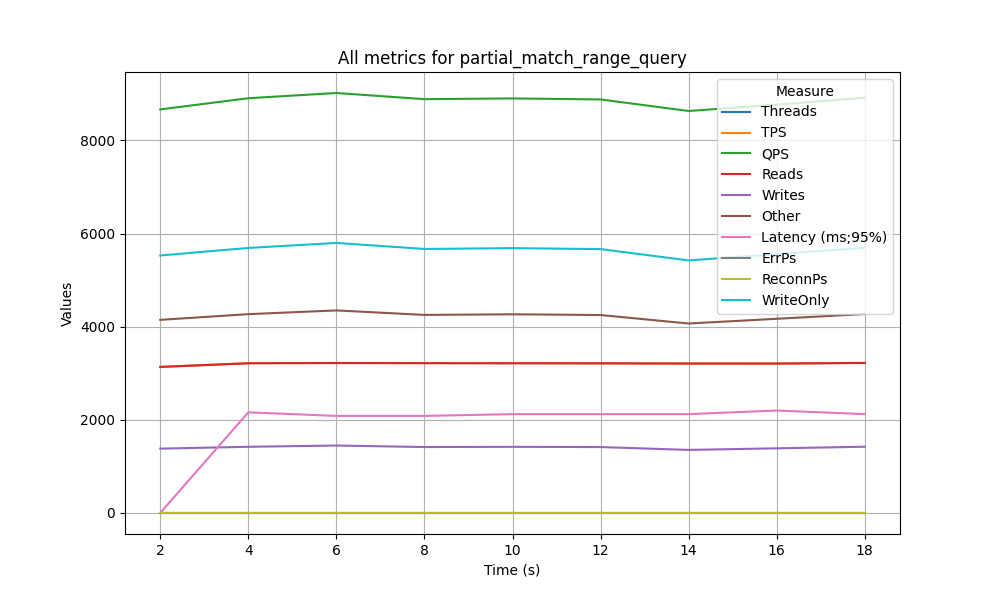 All metrics for partial_match_range_query
Values
8000
6000
4000
2000
0
2 4 6 8 10 12 14 16 18
Time (s)
Measure
Threads
TPS
QPS
Reads
Writes
Other
Latency (ms;95%)
ErrPs
ReconnPs
WriteOnly